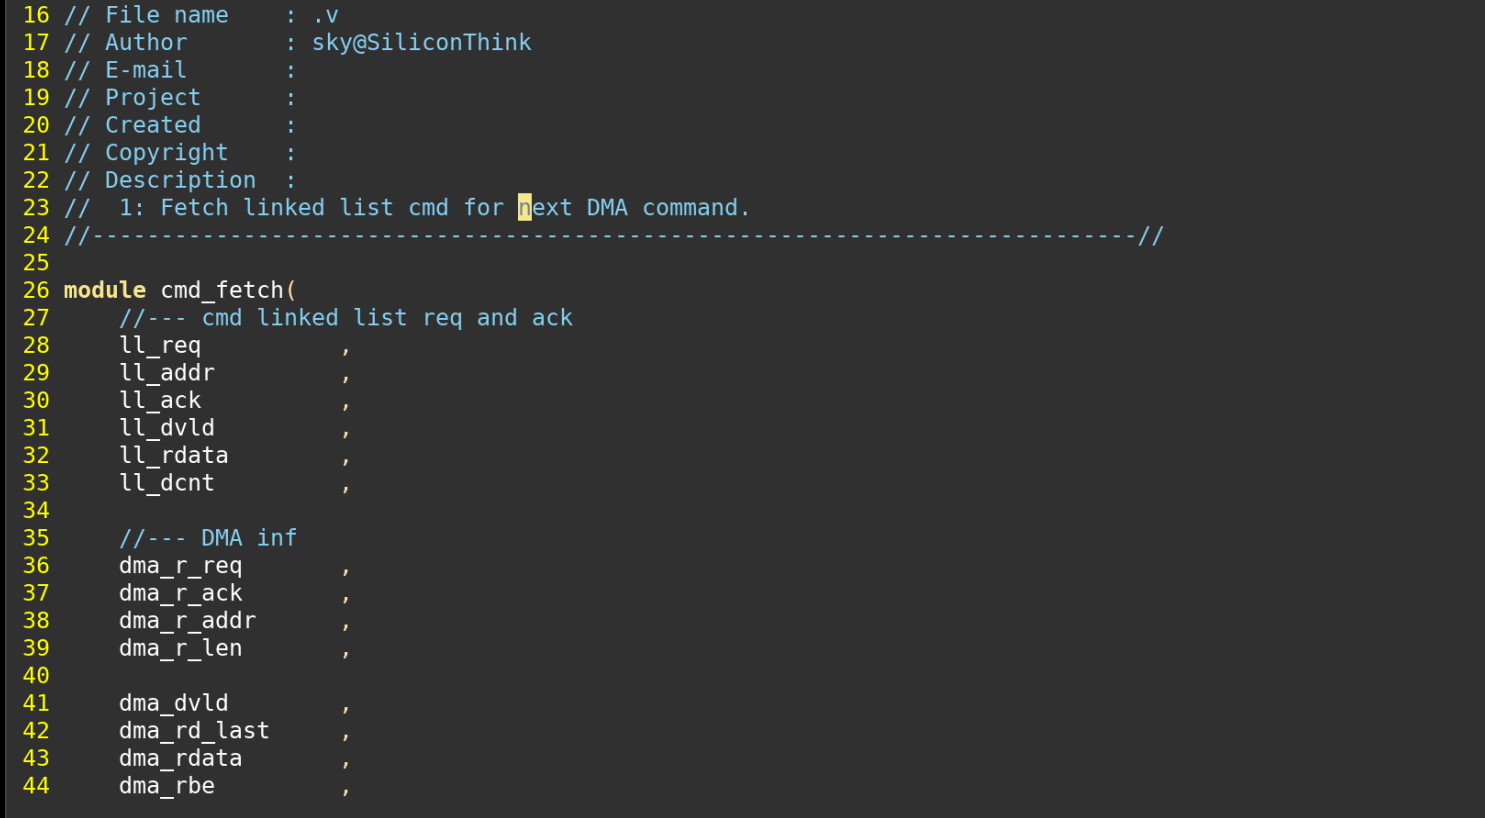 16 // File name    : .v
17 // Author       : sky@SiliconThink
18 // E-mail       :
19 // Project      :
20 // Created      :
21 // Copyright    :
22 // Description  :
23 //  1: Fetch linked list cmd for next DMA command.
24 //----------------------------------------------------------------------------//
25
26 module cmd_fetch(
27     //--- cmd linked list req and ack
28     ll_req          ,
29     ll_addr         ,
30     ll_ack          ,
31     ll_dvld         ,
32     ll_rdata        ,
33     ll_dcnt         ,
34
35     //--- DMA inf
36     dma_r_req       ,
37     dma_r_ack       ,
38     dma_r_addr      ,
39     dma_r_len       ,
40
41     dma_dvld        ,
42     dma_rd_last     ,
43     dma_rdata       ,
44     dma_rbe         ,